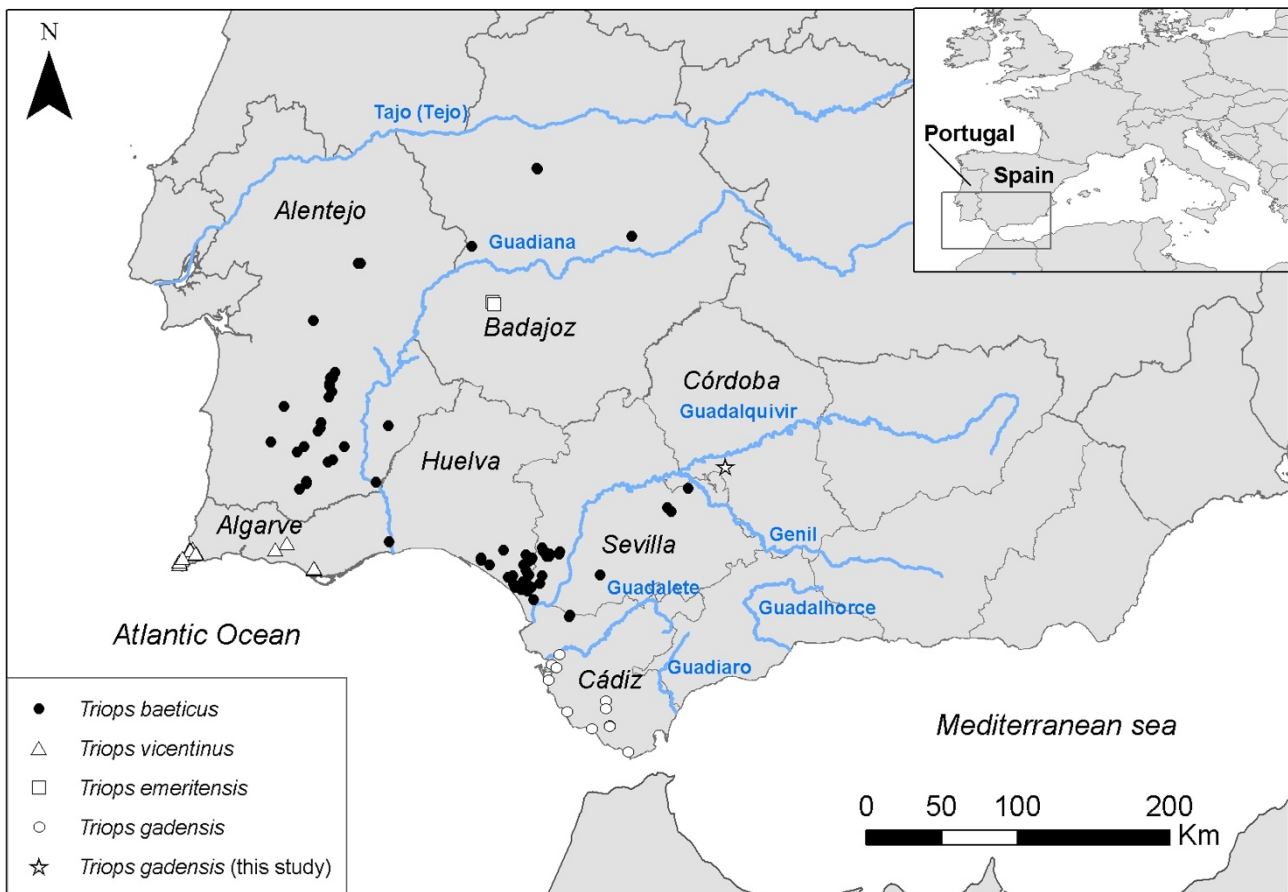 N
Tajo (Tejo)
Portugal
Spain
Alentejo
Guadiana
Badajoz
Córdoba
Guadalquivir
Huelva
Algarve
Sevilla
Genil
Guadalete
Guadalhorce
Atlantic Ocean
Cádiz
Guadiaro
Mediterranean sea
Triops baeticus
Triops vicentinus
Triops emeritensis
Triops gadensis
Triops gadensis (this study)
0 50 100 200
Km